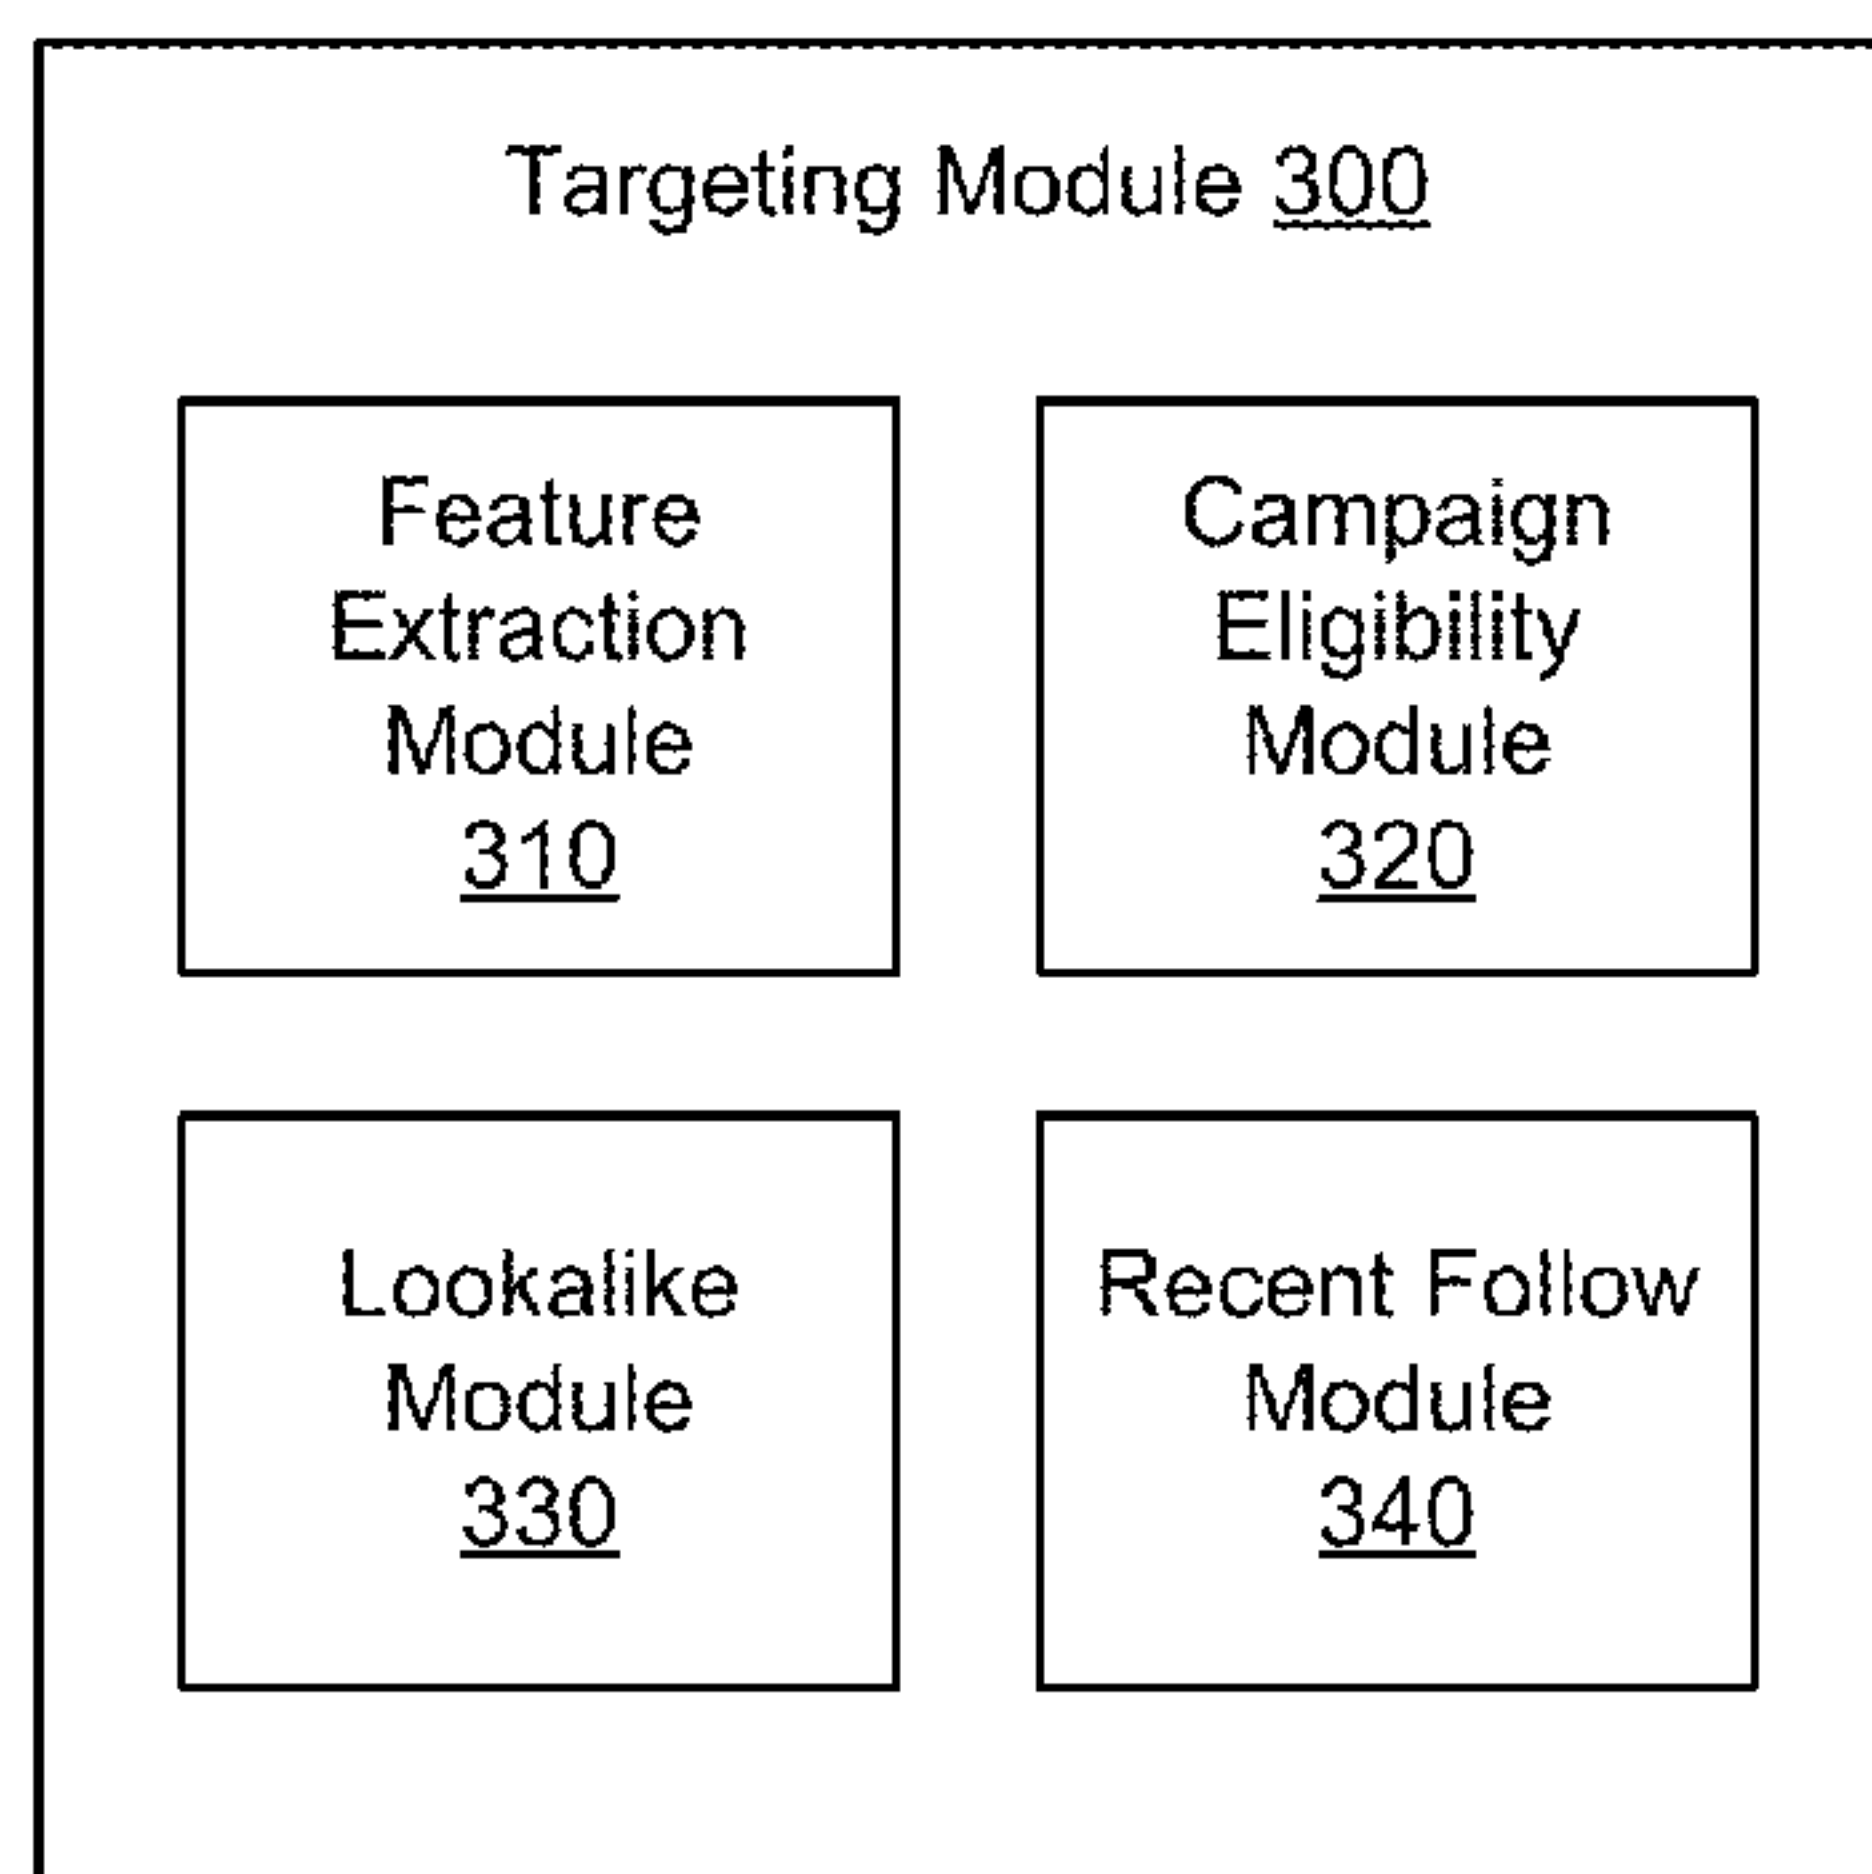 Targeting Module 300
Feature
Extraction
Module
310
Campaign
Eligibility
Module
320
Lookalike
Module
330
Recent Follow
Module
340